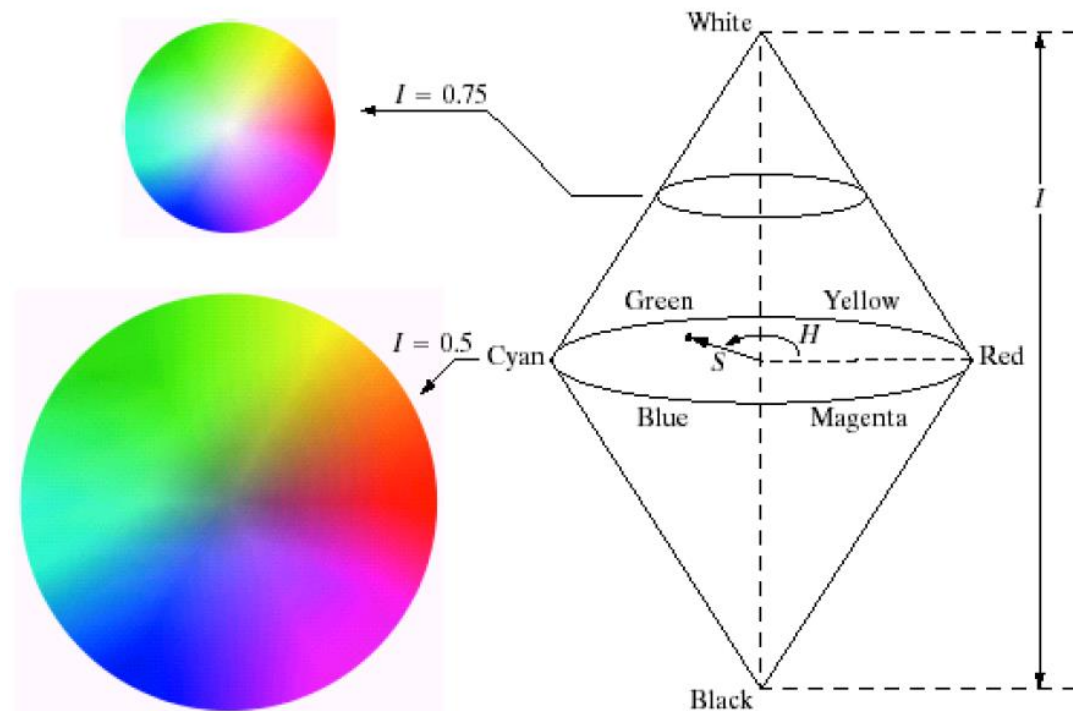 White
I = 0.75
I
Green Yellow
H
I = 0.5 Cyan S Red
Blue Magenta
Black